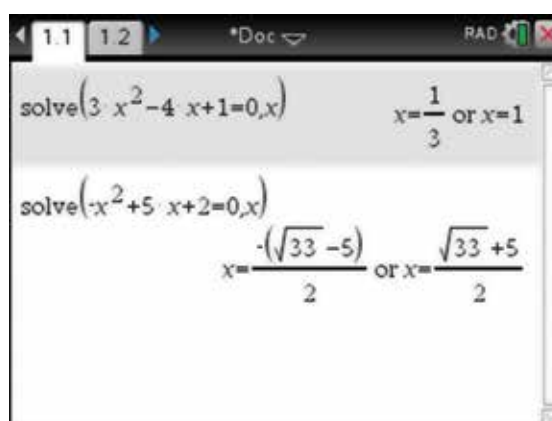 1.1 1.2 *Doc RAD
solve(3·x²-4·x+1=0,x) x=1/3 or x=1
solve(-x²+5·x+2=0,x)
x=-(√33-5)/2 or x=(√33+5)/2